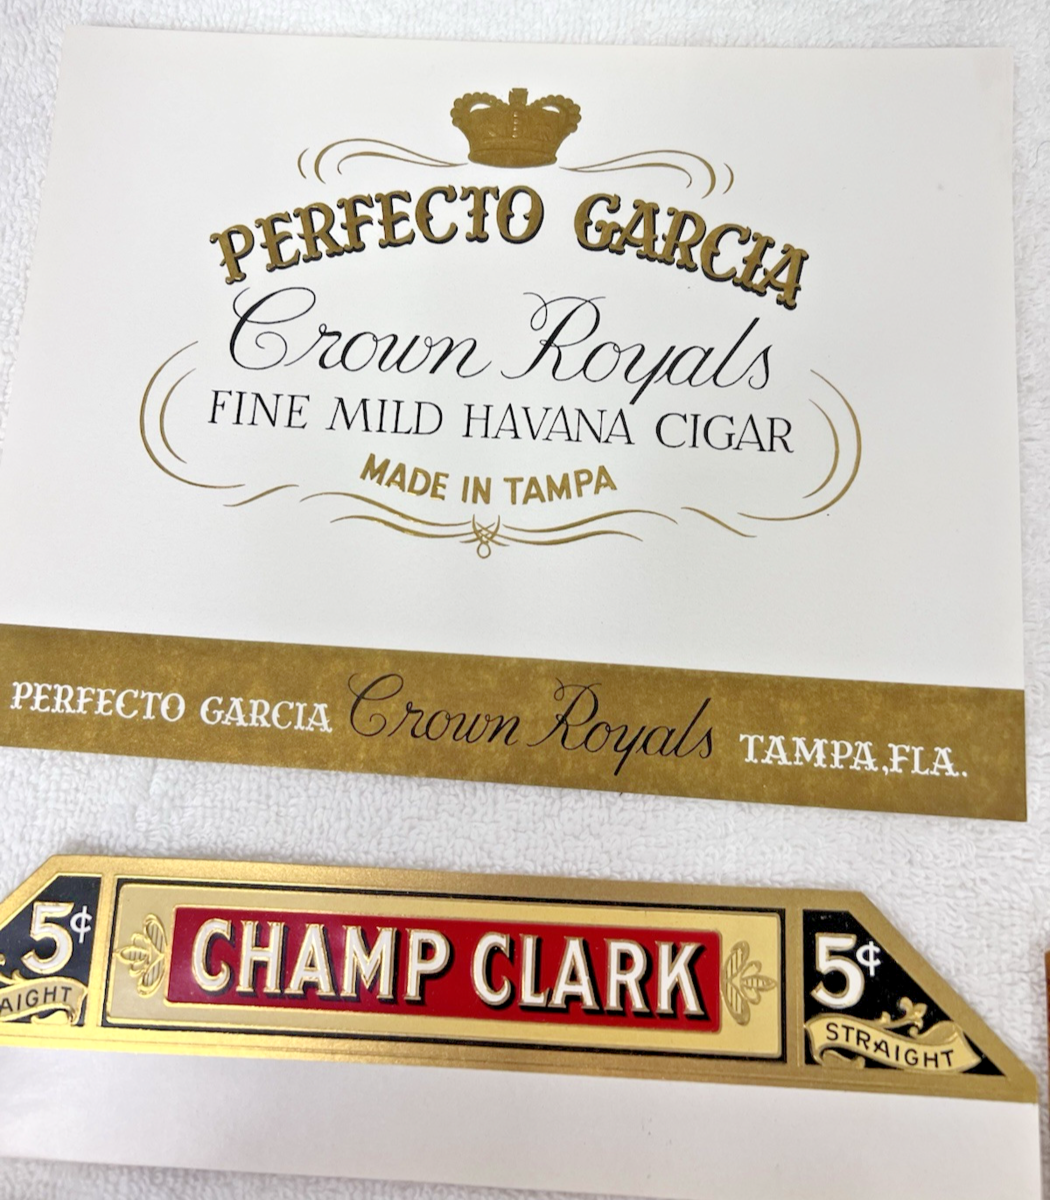 PERFECTO GARCIA
Crown Royals
FINE MILD HAVANA CIGAR
MADE IN TAMPA
PERFECTO GARCIA Crown Royals TAMPA, FLA.
5¢ CHAMP CLARK 5¢
AIGHT STRAIGHT